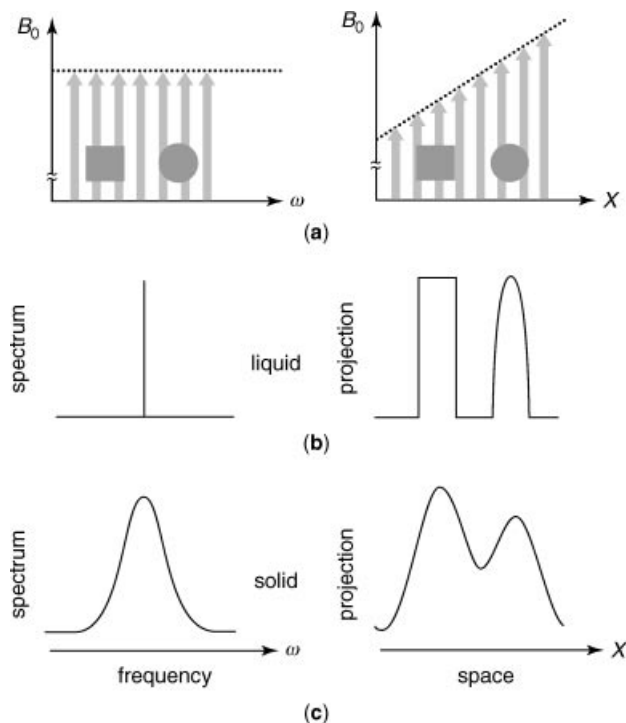 B₀ B₀
≈ ≈
ω X
(a)
spectrum liquid projection
(b)
spectrum solid projection
ω X
frequency space
(c)